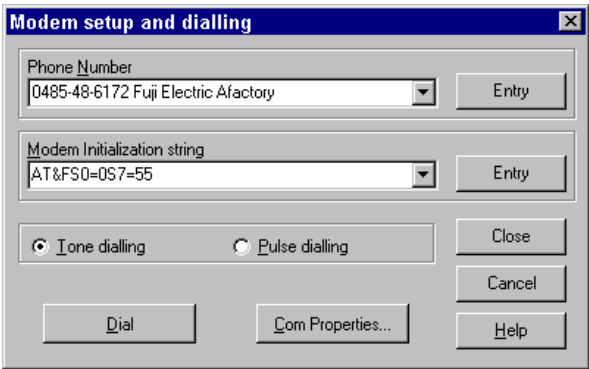 Modem setup and dialling
Phone Number
0485-48-6172 Fuji Electric Afactory
Entry
Modem Initialization string
AT&FS0=0S7=55
Entry
Tone dialling
Pulse dialling
Close
Cancel
Dial
Com Properties...
Help